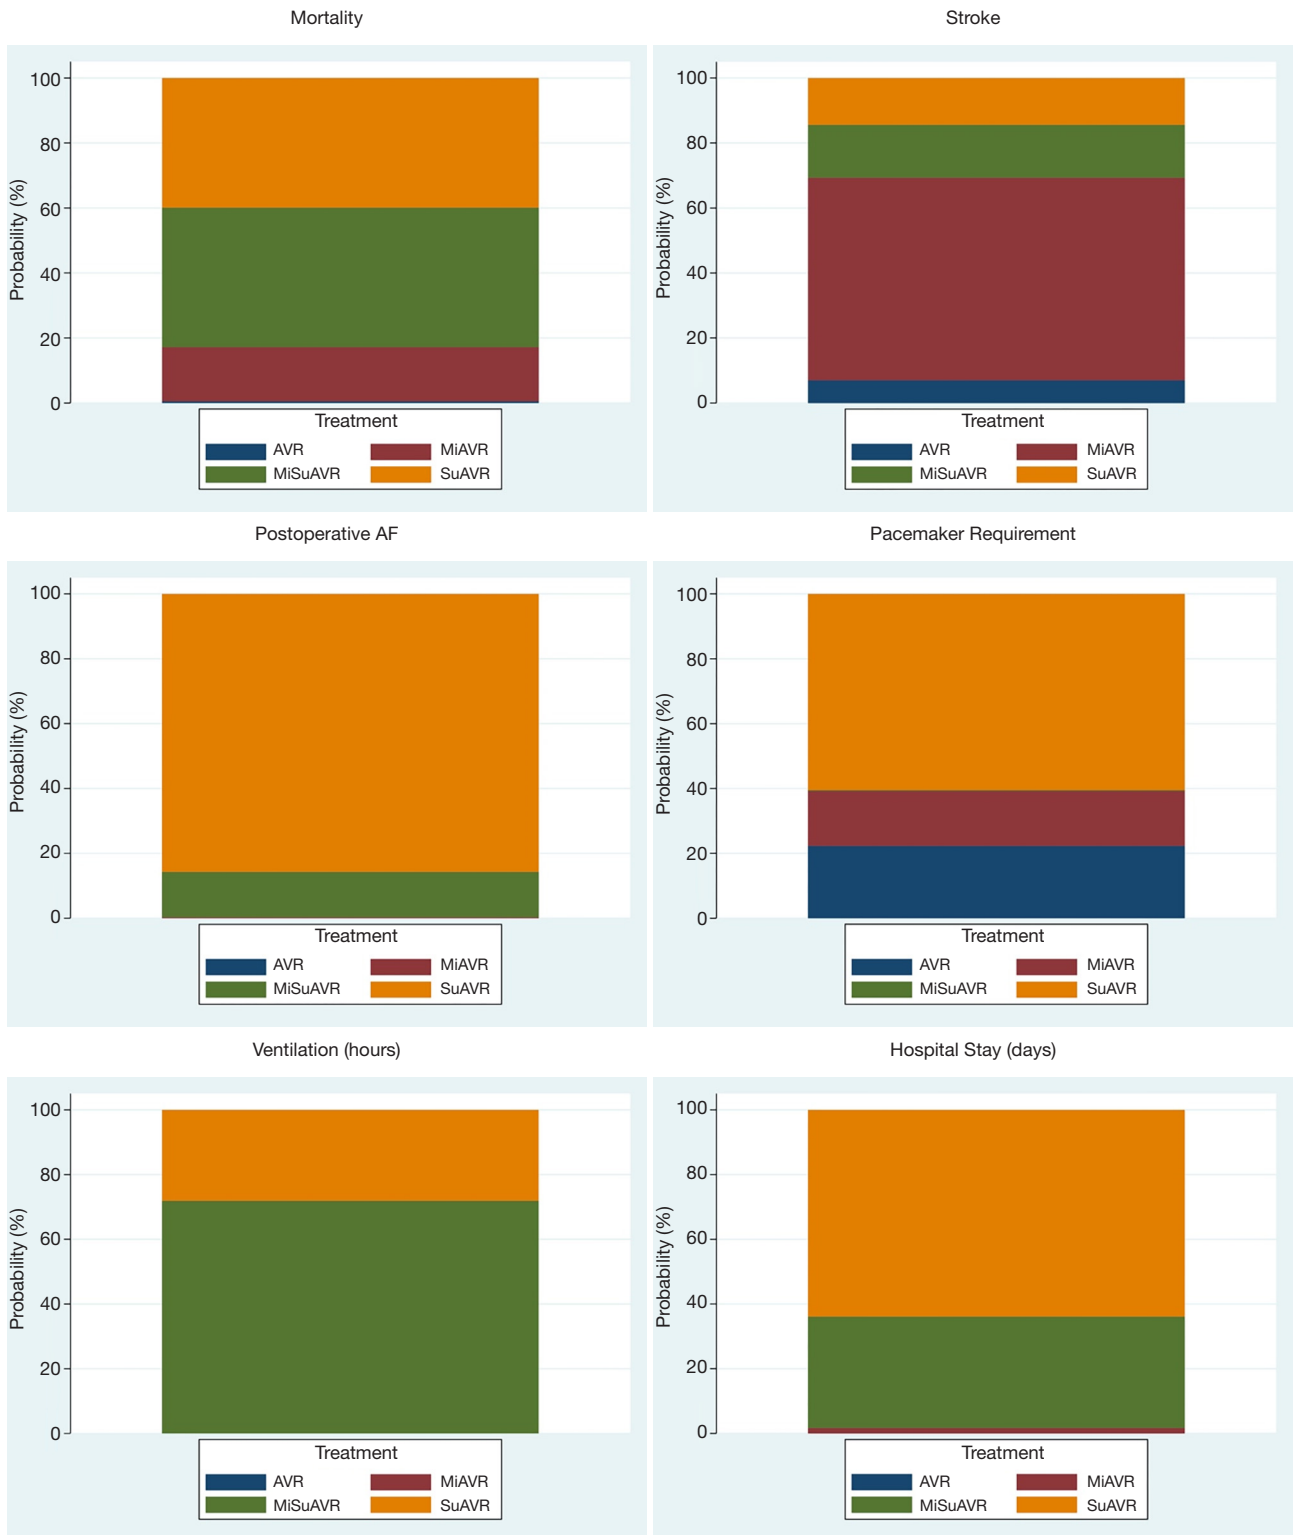 Mortality
100
80
60
40
20
0
Probability (%)
Treatment
AVR MiAVR
MiSuAVR SuAVR
Stroke
100
80
60
40
20
0
Probability (%)
Treatment
AVR MiAVR
MiSuAVR SuAVR
Postoperative AF
100
80
60
40
20
0
Probability (%)
Treatment
AVR MiAVR
MiSuAVR SuAVR
Pacemaker Requirement
100
80
60
40
20
0
Probability (%)
Treatment
AVR MiAVR
MiSuAVR SuAVR
Ventilation (hours)
100
80
60
40
20
0
Probability (%)
Treatment
AVR MiAVR
MiSuAVR SuAVR
Hospital Stay (days)
100
80
60
40
20
0
Probability (%)
Treatment
AVR MiAVR
MiSuAVR SuAVR